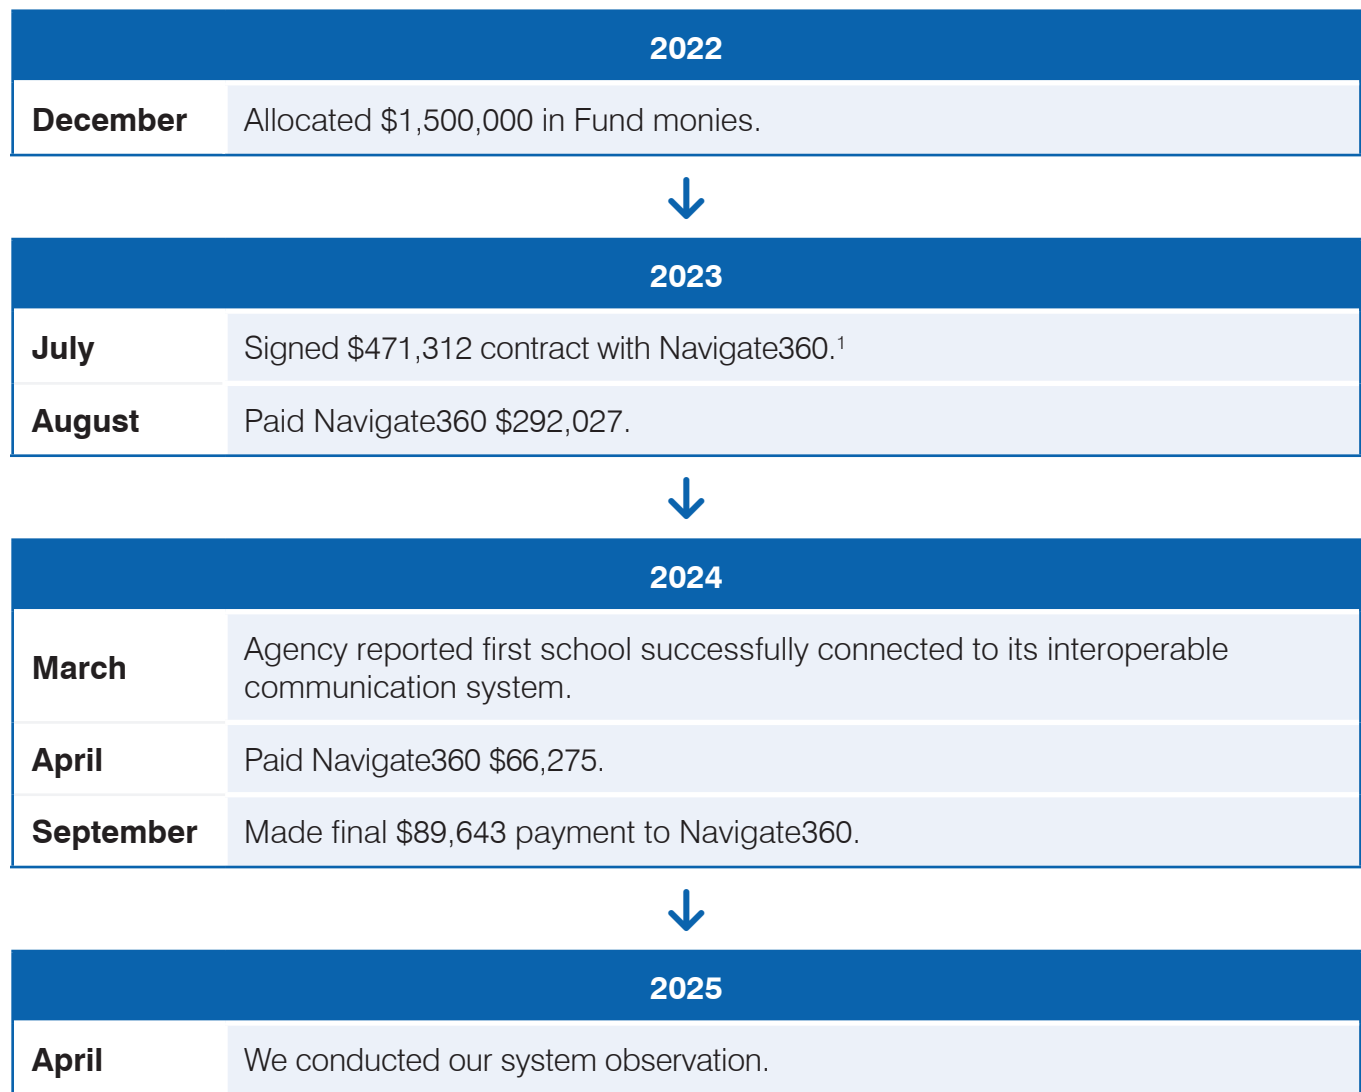 2022
December
Allocated $1,500,000 in Fund monies.
2023
July
Signed $471,312 contract with Navigate360.¹
August
Paid Navigate360 $292,027.
2024
March
Agency reported first school successfully connected to its interoperable
communication system.
April
Paid Navigate360 $66,275.
September
Made final $89,643 payment to Navigate360.
2025
April
We conducted our system observation.